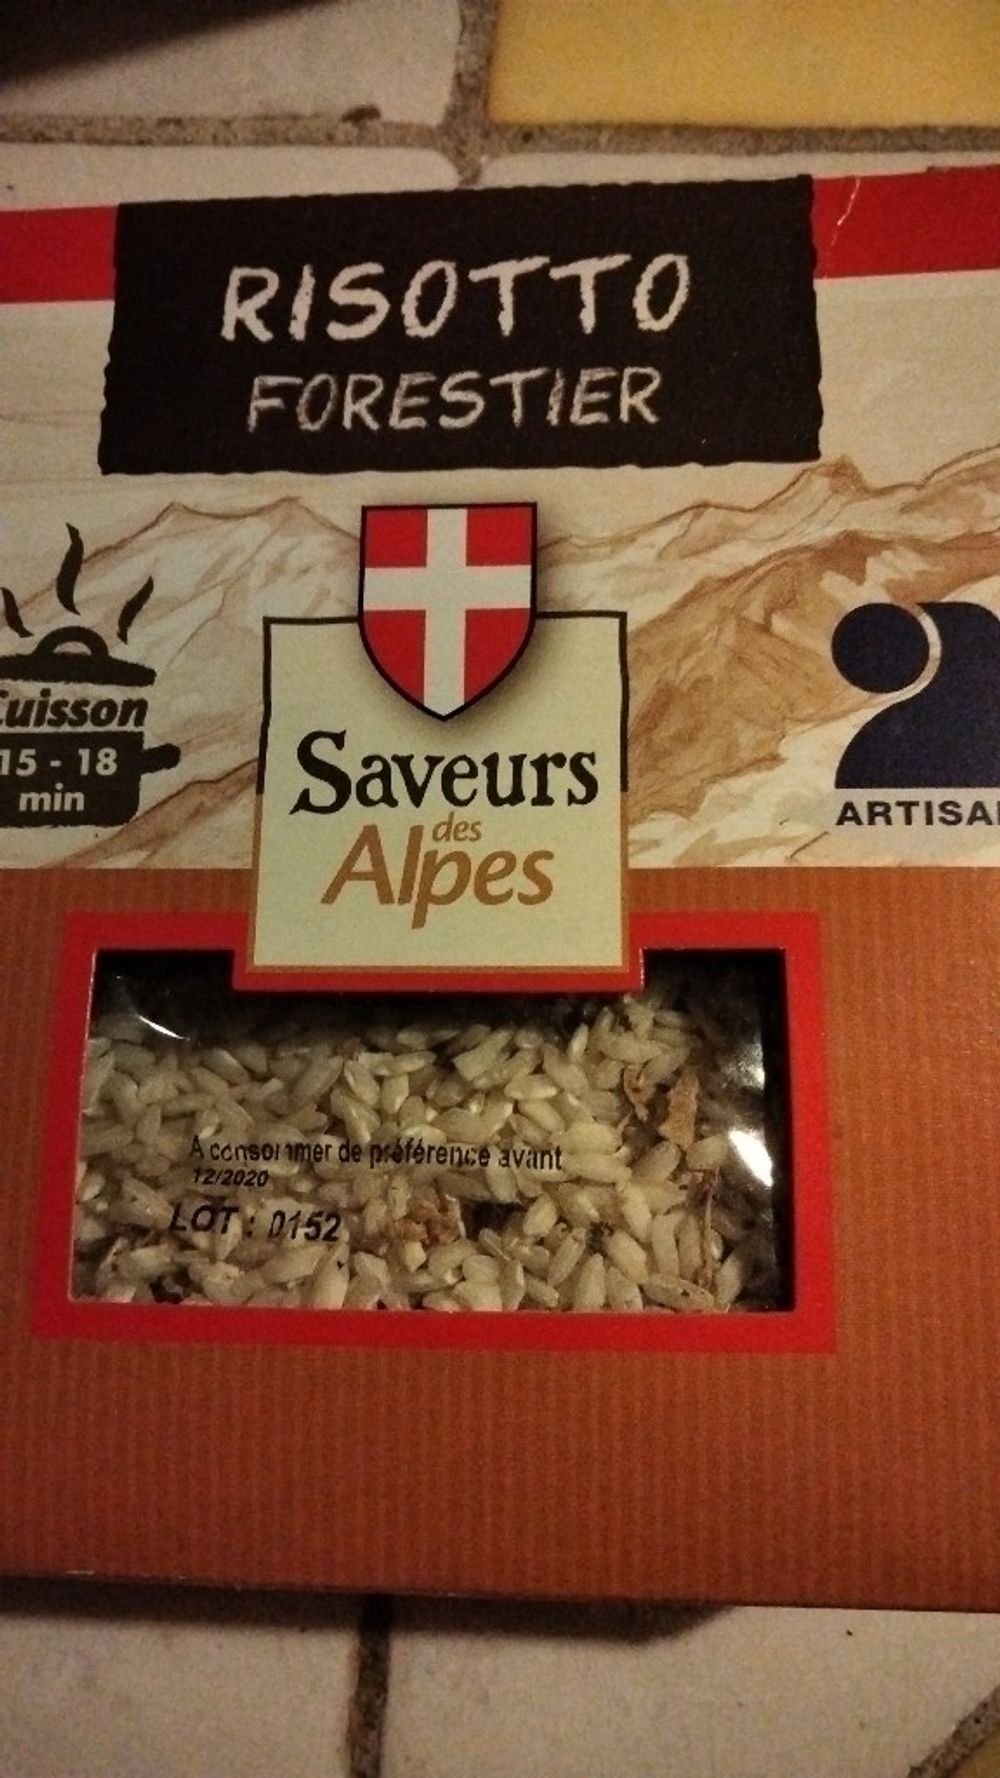 RISOTTO
FORESTIER
Cuisson
15 - 18
min
Saveurs
des
Alpes
ARTISA
A consommer de préférence avant
12/2020
LOT : 0152